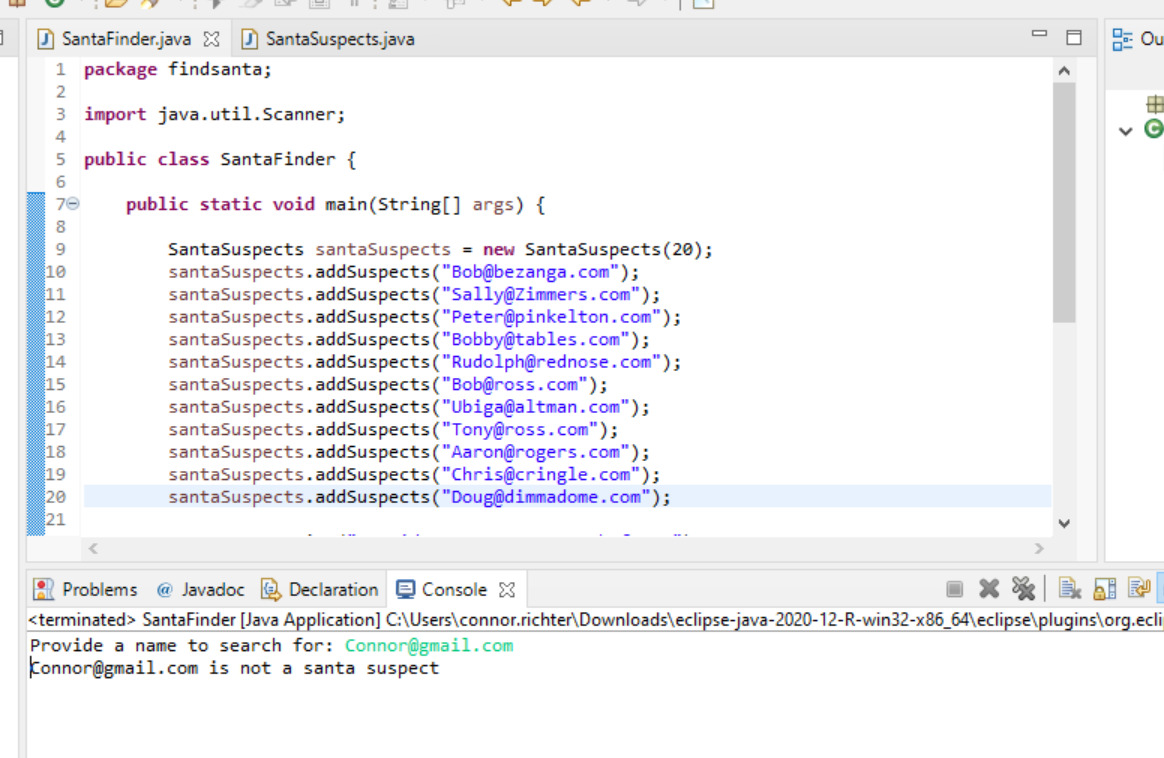 SantaFinder.java SantaSuspects.java
1 package findsanta;
2
3 import java.util.Scanner;
4
5 public class SantaFinder {
6
7 public static void main(String[] args) {
8
9 SantaSuspects santaSuspects = new SantaSuspects(20);
10 santaSuspects.addSuspects("Bob@bezanga.com");
11 santaSuspects.addSuspects("Sally@Zimmers.com");
12 santaSuspects.addSuspects("Peter@pinkelton.com");
13 santaSuspects.addSuspects("Bobby@tables.com");
14 santaSuspects.addSuspects("Rudolph@rednose.com");
15 santaSuspects.addSuspects("Bob@ross.com");
16 santaSuspects.addSuspects("Ubiga@altman.com");
17 santaSuspects.addSuspects("Tony@ross.com");
18 santaSuspects.addSuspects("Aaron@rogers.com");
19 santaSuspects.addSuspects("Chris@cringle.com");
20 santaSuspects.addSuspects("Doug@dimmadome.com");
21
Problems @ Javadoc Declaration Console
<terminated> SantaFinder [Java Application] C:\Users\connor.richter\Downloads\eclipse-java-2020-12-R-win32-x86_64\eclipse\plugins\org.ecli
Provide a name to search for: Connor@gmail.com
Connor@gmail.com is not a santa suspect